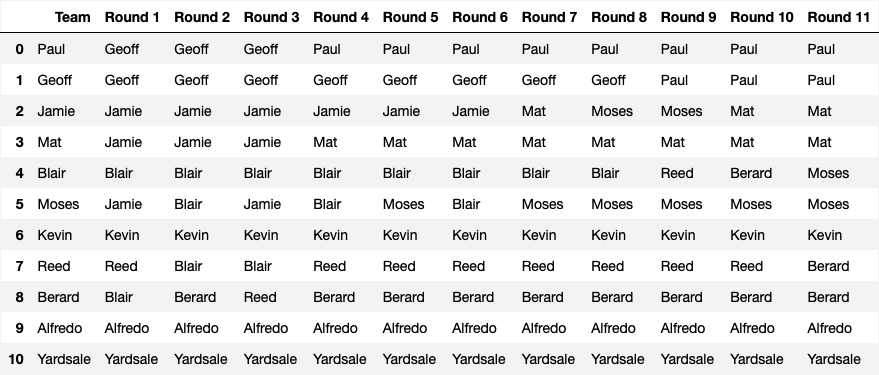 Team Round 1 Round 2 Round 3 Round 4 Round 5 Round 6 Round 7 Round 8 Round 9 Round 10 Round 11
0 Paul Geoff Geoff Geoff Paul Paul Paul Paul Paul Paul Paul Paul
1 Geoff Geoff Geoff Geoff Geoff Geoff Geoff Geoff Geoff Paul Paul Paul
2 Jamie Jamie Jamie Jamie Jamie Jamie Jamie Mat Moses Moses Mat Mat
3 Mat Jamie Jamie Jamie Mat Mat Mat Mat Mat Mat Mat Mat
4 Blair Blair Blair Blair Blair Blair Blair Blair Blair Reed Berard Moses
5 Moses Jamie Blair Jamie Blair Moses Blair Moses Moses Moses Moses Moses
6 Kevin Kevin Kevin Kevin Kevin Kevin Kevin Kevin Kevin Kevin Kevin Kevin
7 Reed Reed Blair Blair Reed Reed Reed Reed Reed Reed Reed Berard
8 Berard Blair Berard Reed Berard Berard Berard Berard Berard Berard Berard Berard
9 Alfredo Alfredo Alfredo Alfredo Alfredo Alfredo Alfredo Alfredo Alfredo Alfredo Alfredo Alfredo
10 Yardsale Yardsale Yardsale Yardsale Yardsale Yardsale Yardsale Yardsale Yardsale Yardsale Yardsale Yardsale